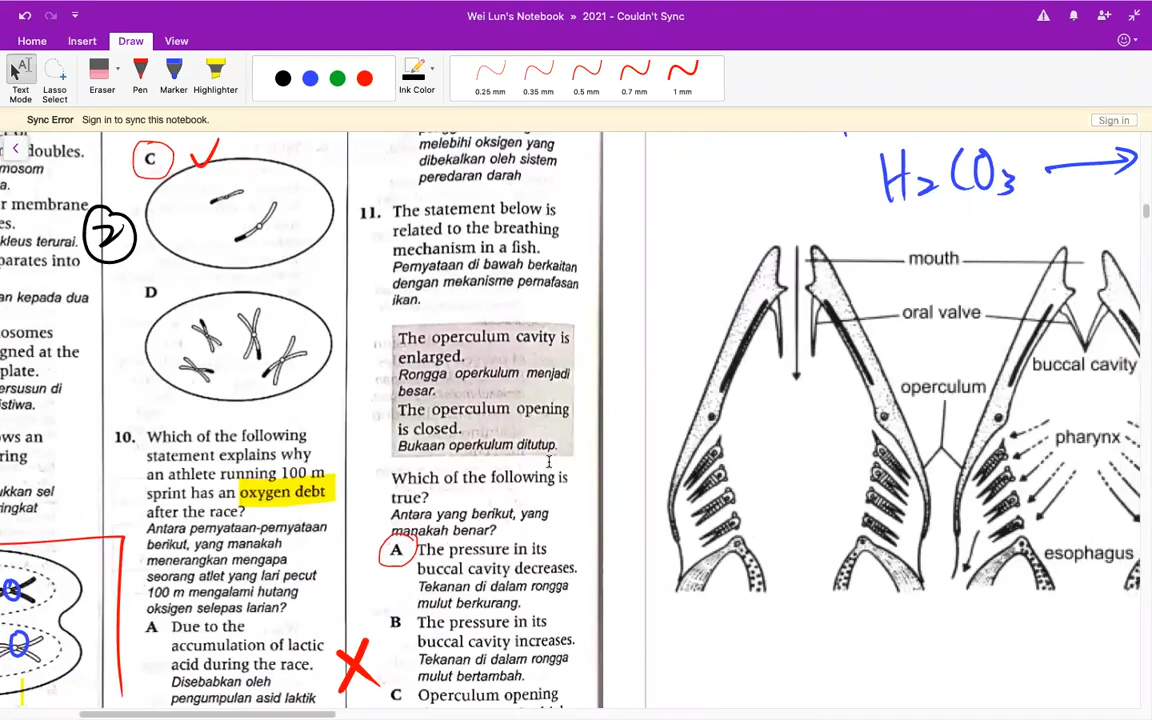 Wei Lun's Notebook » 2021 - Couldn't Sync
Home
Insert
Draw
View
Text Mode
Lasso Select
Eraser
Pen
Marker
Highlighter
Ink Color
0.25 mm
0.35 mm
0.5 mm
0.7 mm
1 mm
Sync Error Sign in to sync this notebook.
Sign in
doubles.
mosom
a.
r membrane
es.
kleus terurai.
parates into
an kepada dua
osomes
gned at the
plate.
ersusun di
istiwa.
ows an
ring
ukkan sel
ringkat
C
D
10. Which of the following
statement explains why
an athlete running 100 m
sprint has an oxygen debt
after the race?
Antara pernyataan-pernyataan
berikut, yang manakah
menerangkan mengapa
seorang atlet yang lari pecut
100 m mengalami hutang
oksigen selepas larian?
A Due to the
accumulation of lactic
acid during the race.
Disebabkan oleh
pengumpulan asid laktik
melebihi oksigen yang
dibekalkan oleh sistem
peredaran darah
11. The statement below is
related to the breathing
mechanism in a fish.
Pernyataan di bawah berkaitan
dengan mekanisme pernafasan
ikan.
The operculum cavity is
enlarged.
Rongga operkulum menjadi
besar.
The operculum opening
is closed.
Bukaan operkulum ditutup.
Which of the following is
true?
Antara yang berikut, yang
manakah benar?
A The pressure in its
buccal cavity decreases.
Tekanan di dalam rongga
mulut berkurang.
B The pressure in its
buccal cavity increases.
Tekanan di dalam rongga
mulut bertambah.
C Operculum opening
H₂CO₃ →
mouth
oral valve
buccal cavity
operculum
pharynx
esophagus